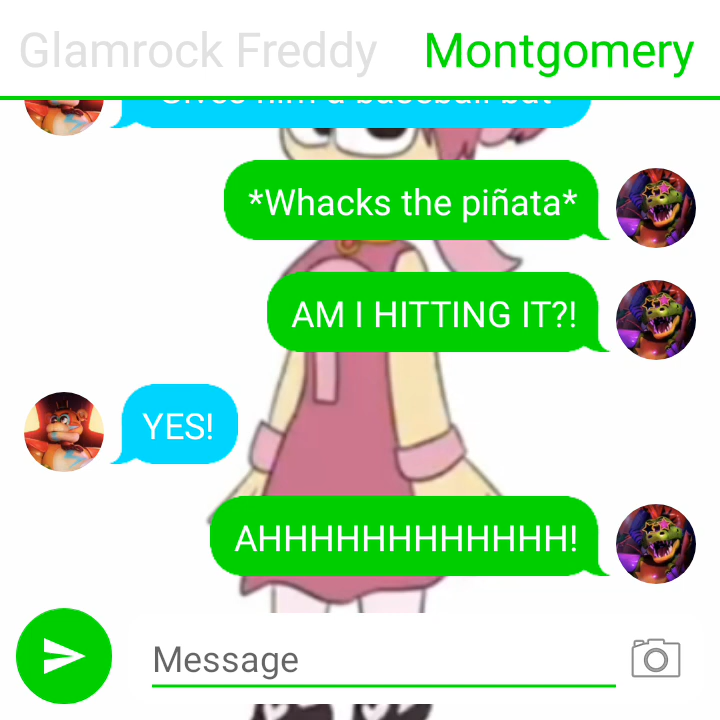 Glamrock Freddy Montgomery
*Whacks the piñata*
AM I HITTING IT?!
YES!
AHHHHHHHHHHHHH!
Message